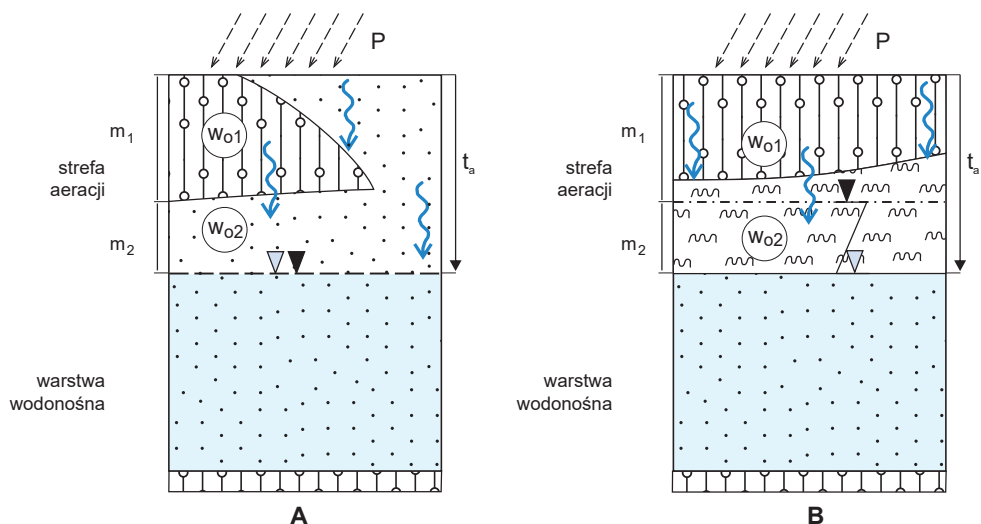 P
m1
wo1
strefa
aeracji
ta
m2
wo2
warstwa
wodonośna
A
P
m1
wo1
strefa
aeracji
ta
m2
wo2
warstwa
wodonośna
B